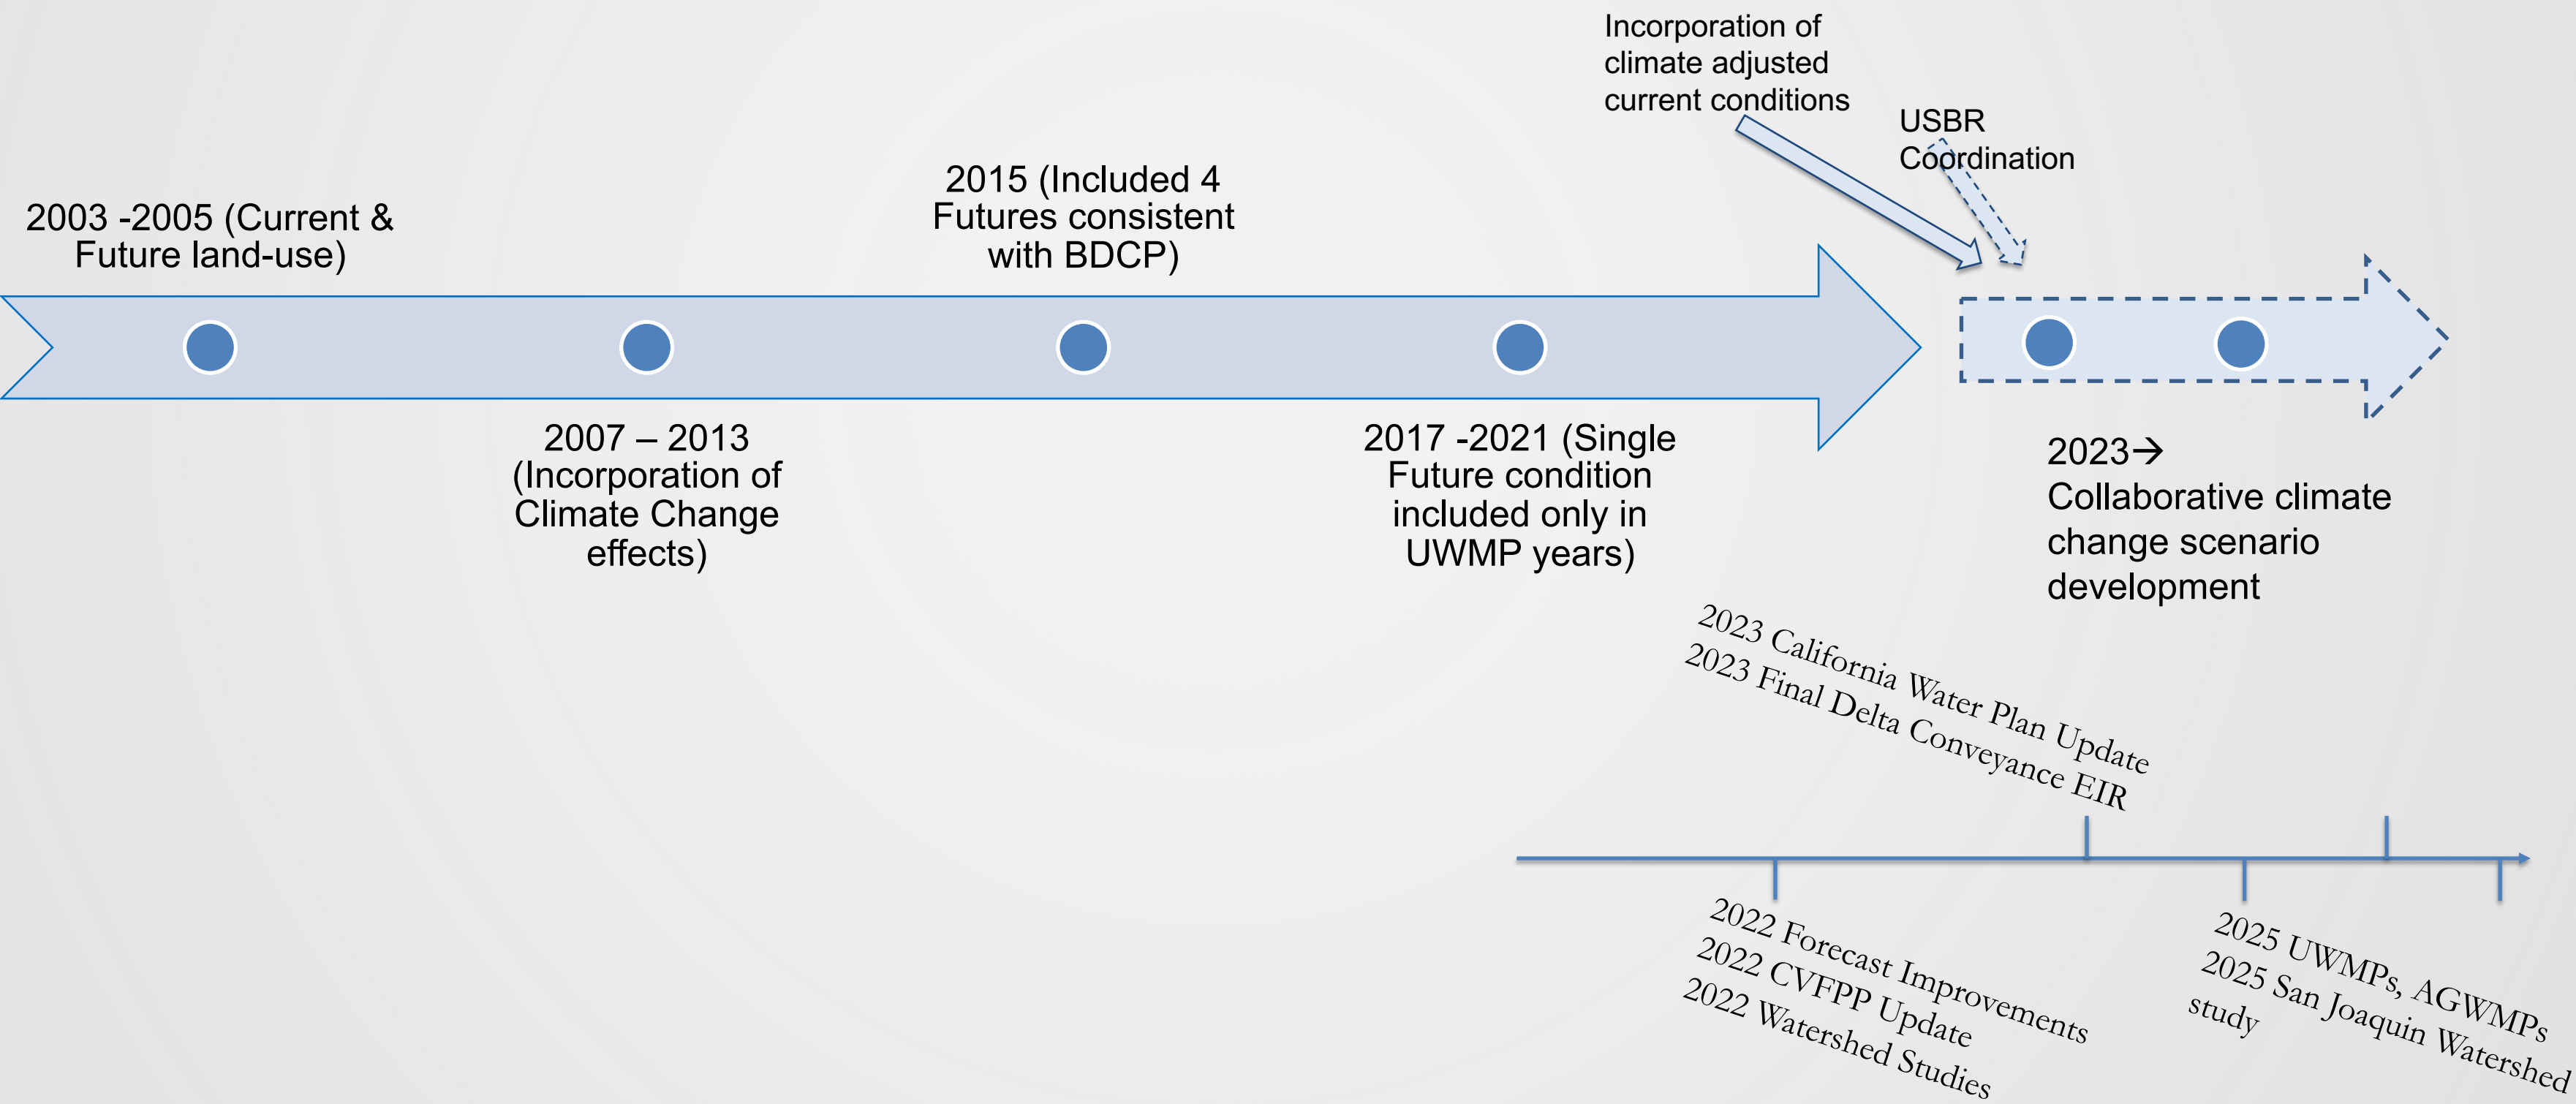 Incorporation of
climate adjusted
current conditions
USBR
Coordination
2003 -2005 (Current &
Future land-use)
2015 (Included 4
Futures consistent
with BDCP)
2007 – 2013
(Incorporation of
Climate Change
effects)
2017 -2021 (Single
Future condition
included only in
UWMP years)
2023→
Collaborative climate
change scenario
development
2023 California Water Plan Update
2023 Final Delta Conveyance EIR
2022 Forecast Improvements
2022 CVFPP Update
2022 Watershed Studies
2025 UWMPs, AGWMPs
2025 San Joaquin Watershed
study